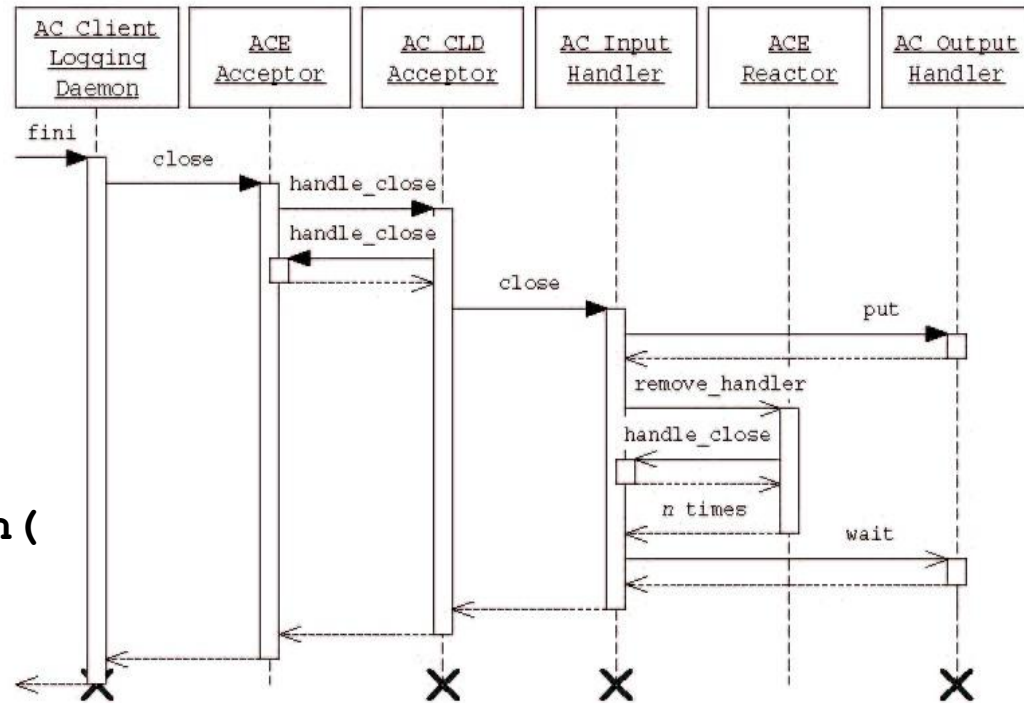 AC Client
Logging
Daemon
ACE
Acceptor
AC CLD
Acceptor
AC Input
Handler
ACE
Reactor
AC Output
Handler
fini
close
handle_close
handle_close
close
put
remove_handler
handle_close
n times
n(
wait